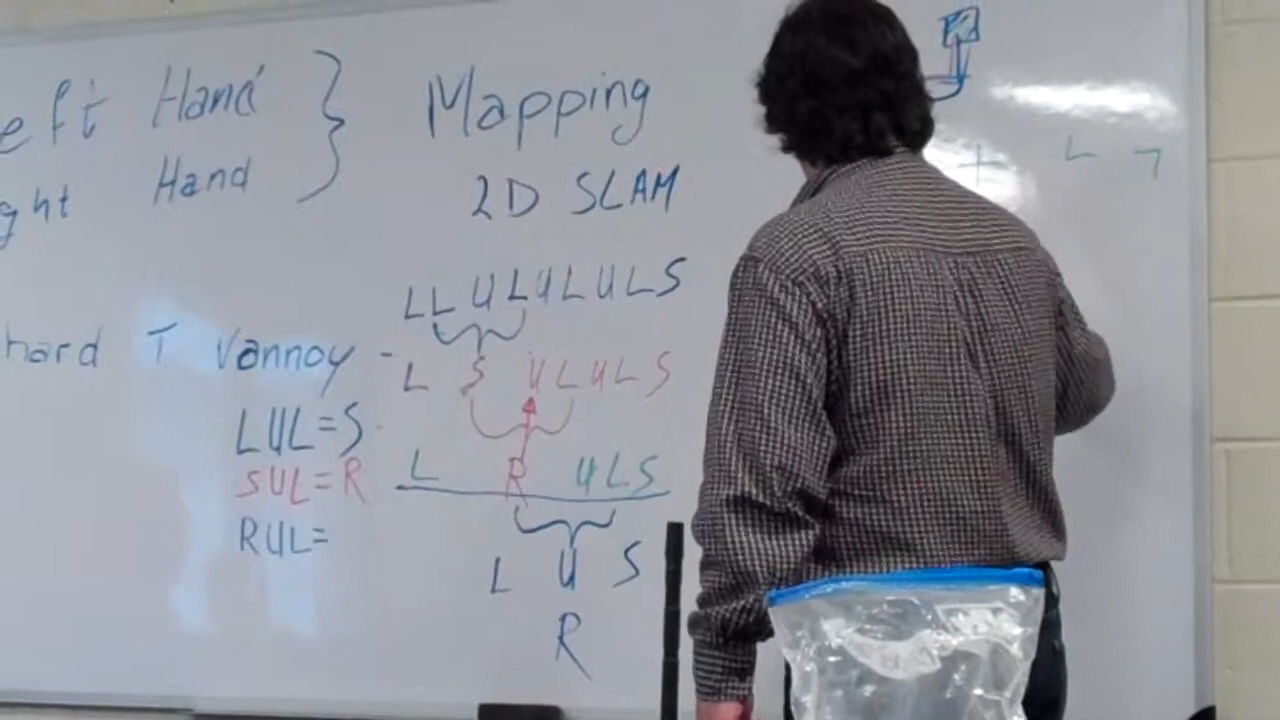 eft Hand }
ght Hand
Mapping
2D SLAM
LLULULULS
hard T Vannoy -
L S ULULS
LUL=S
SUL=R
RUL=
L R ULS
L U S
R
+ L ¬